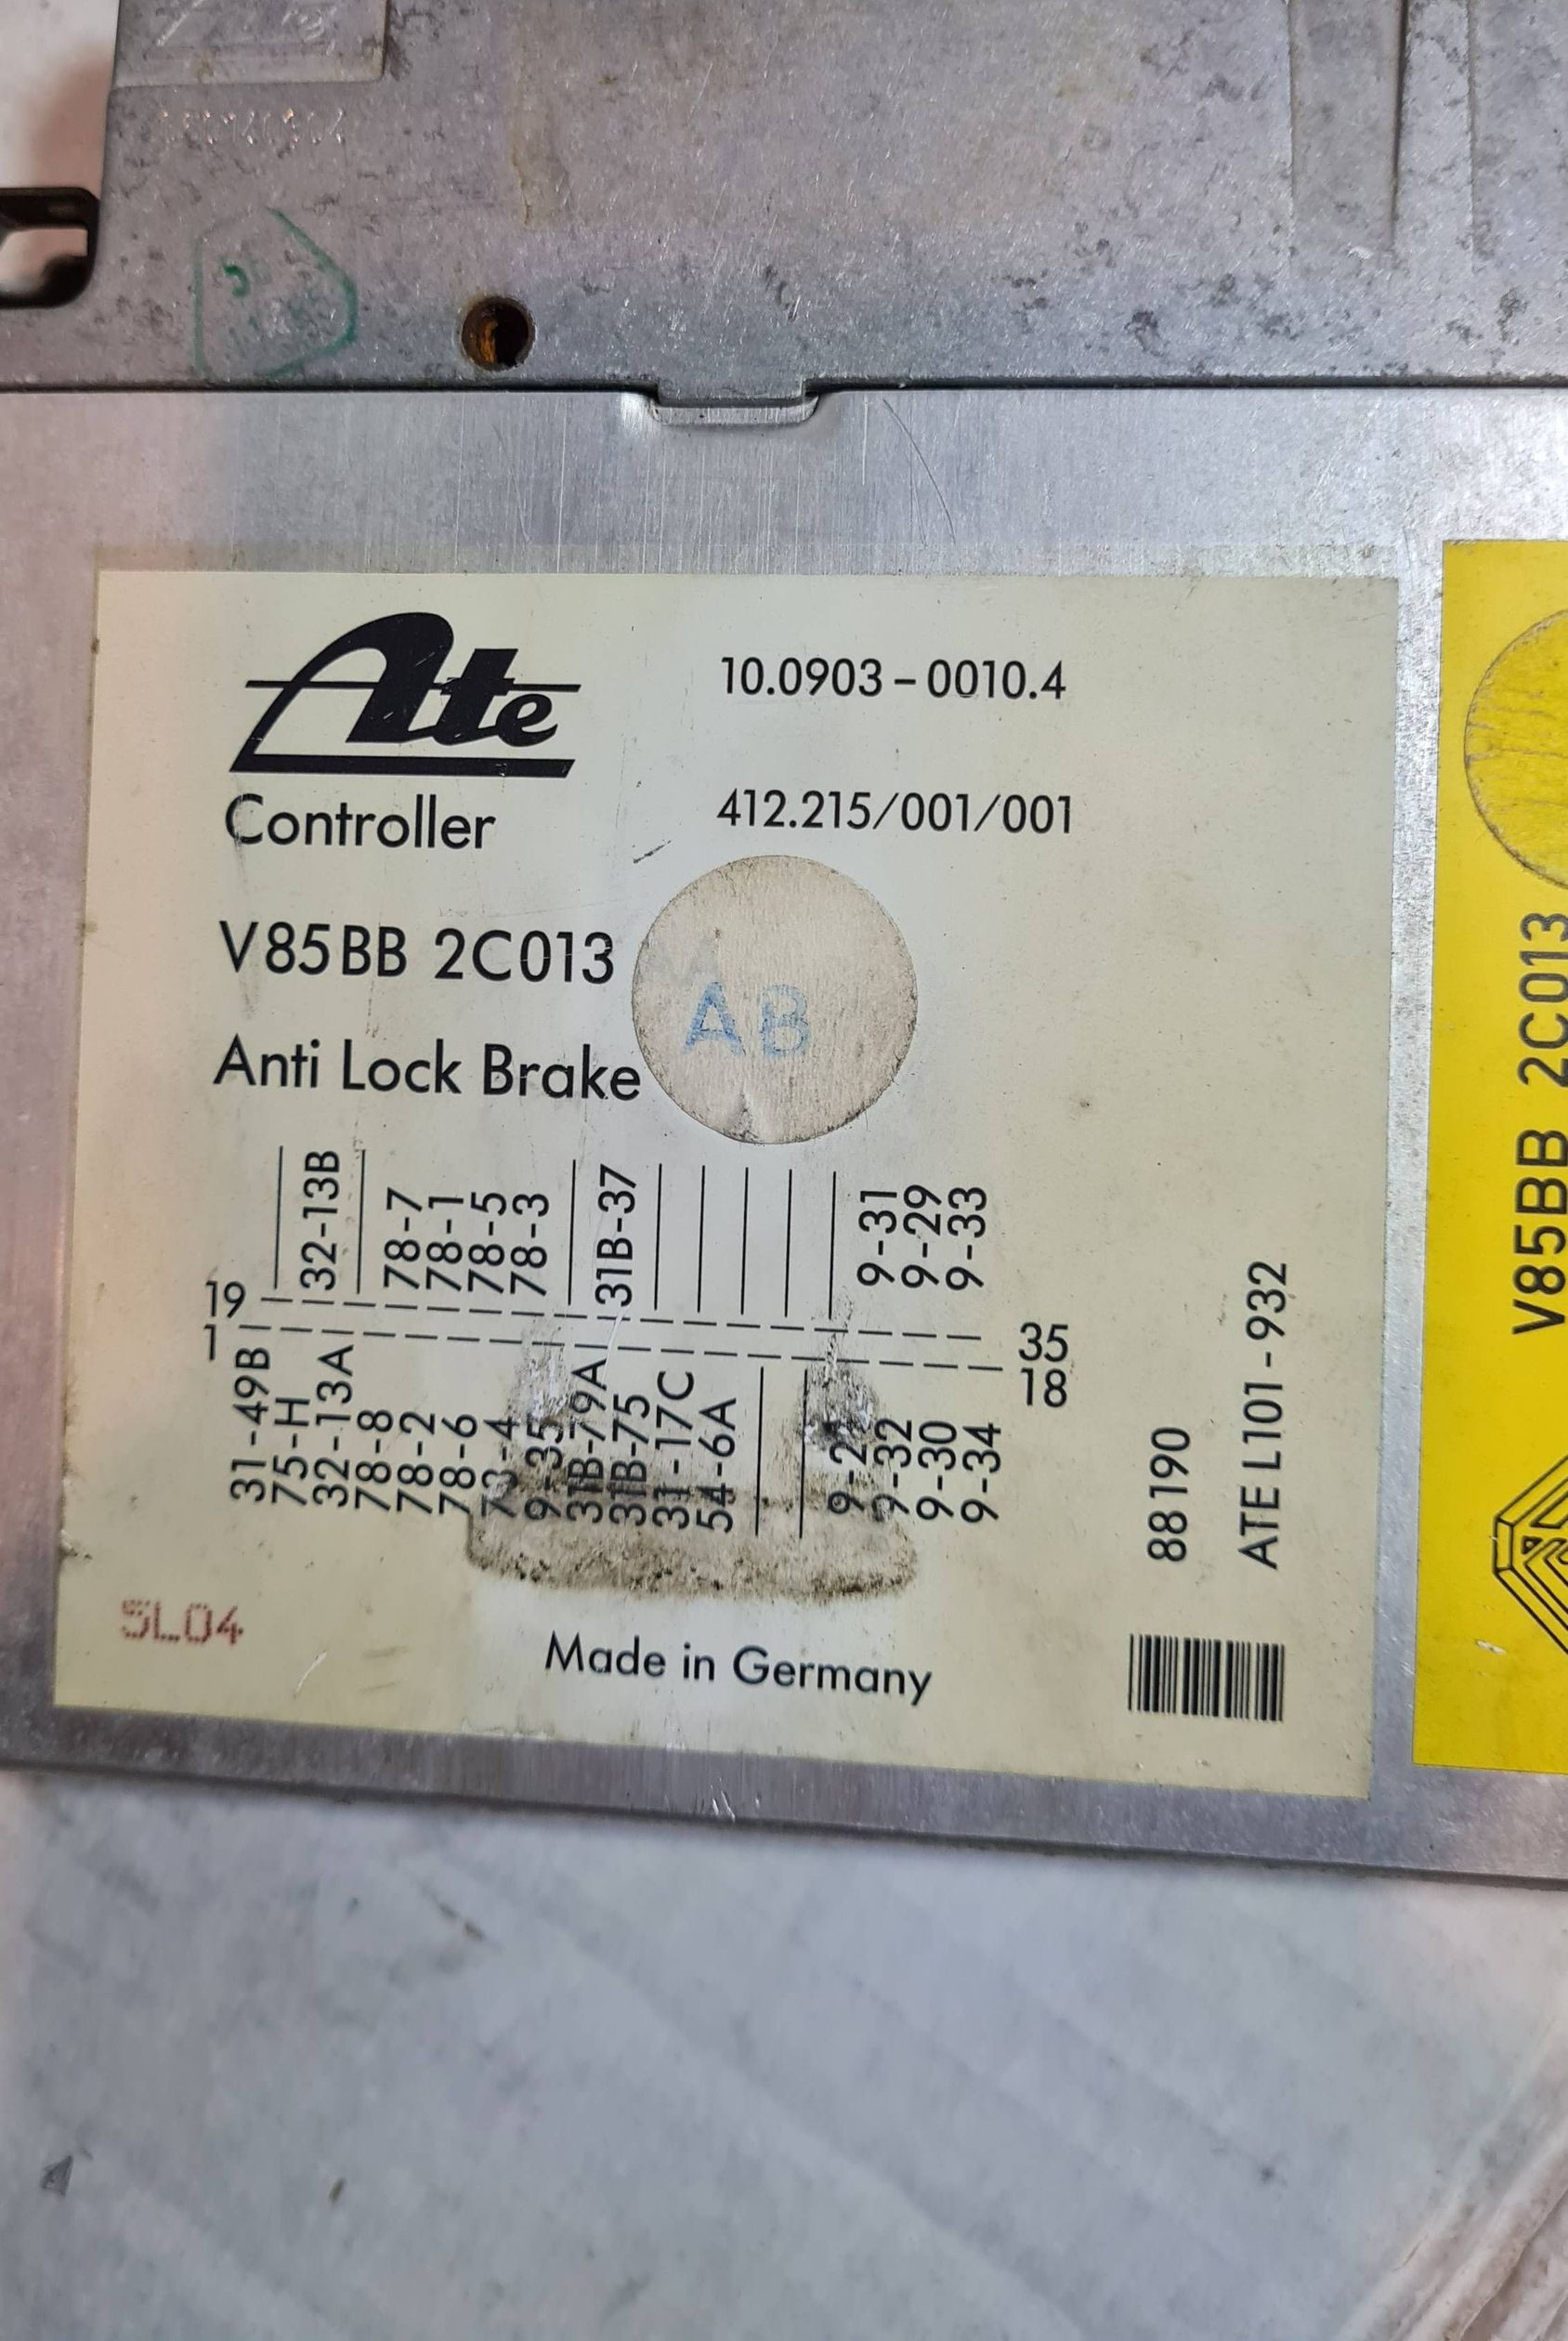 Ate
10.0903-0010.4
Controller
412.215/001/001
V85BB 2C013
AB
Anti Lock Brake
32-13B
78-7
78-1
78-5
78-3
31B-37
9-31
9-29
9-33
19
35
1
18
31-49B
75-H
32-13A
78-8
78-2
78-6
9-35
31B-79A
31B-75
31-17C
54-6A
9-32
9-30
9-34
88190
ATE L101-932
SL04
Made in Germany
V85BB 2C013